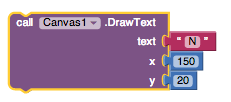 call Canvas1 .DrawText
text " N "
x 150
y 20